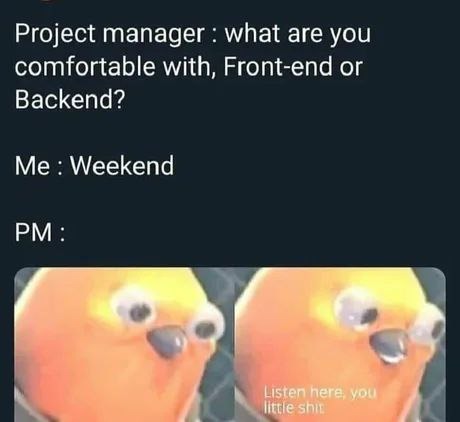 Project manager : what are you
comfortable with, Front-end or
Backend?
Me : Weekend
PM :
Listen here, you
little shit